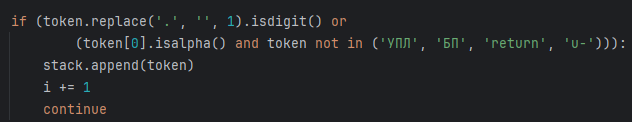 if (token.replace('.', '', 1).isdigit() or
(token[0].isalpha() and token not in ('УПЛ', 'БП', 'return', 'u-'))):
stack.append(token)
i += 1
continue